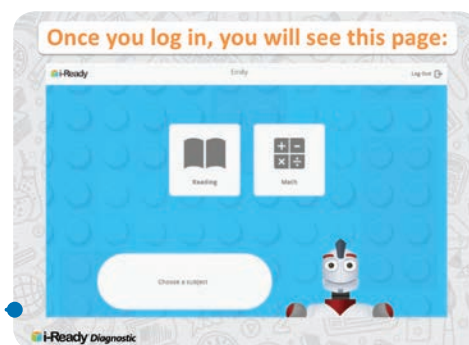 Once you log in, you will see this page:
i-Ready
Emily
Log Out
Reading
Math
Choose a subject
i-Ready Diagnostic